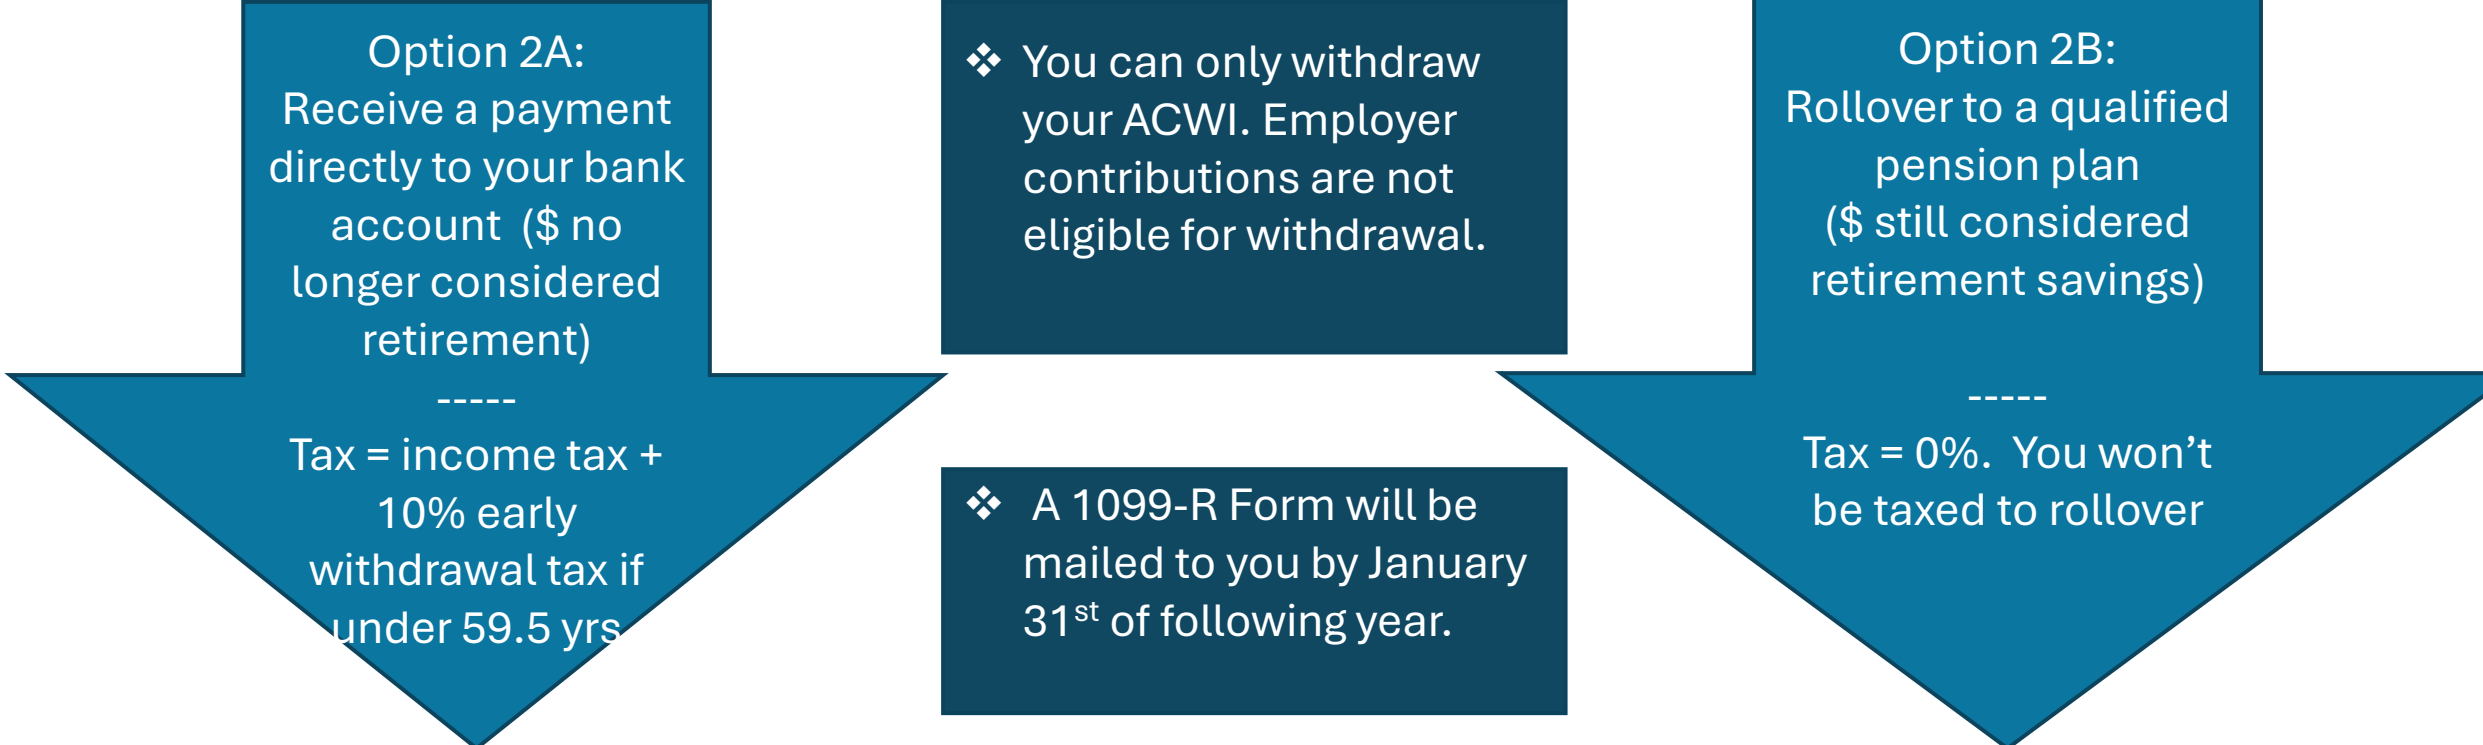 Option 2A:
Receive a payment
directly to your bank
account  ($ no
longer considered
retirement)
-----
Tax = income tax +
10% early
withdrawal tax if
under 59.5 yrs
❖ You can only withdraw
your ACWI. Employer
contributions are not
eligible for withdrawal.
❖ A 1099-R Form will be
mailed to you by January
31st of following year.
Option 2B:
Rollover to a qualified
pension plan
($ still considered
retirement savings)
-----
Tax = 0%.  You won’t
be taxed to rollover